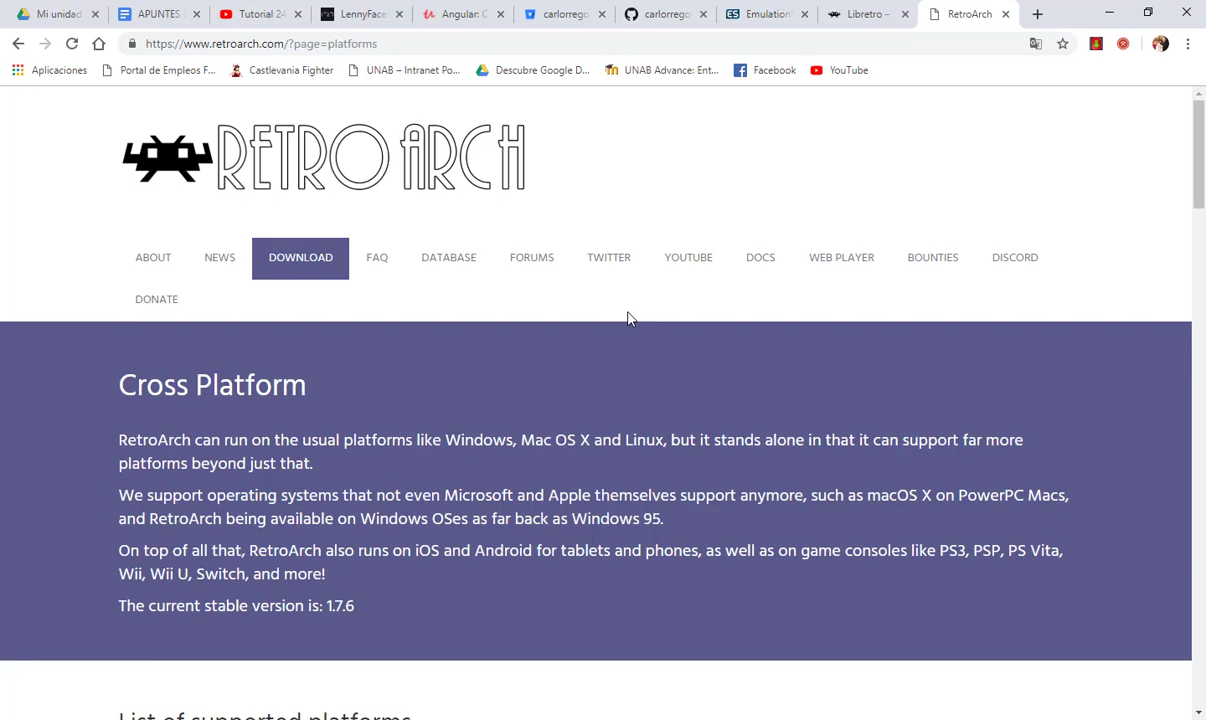 Mi unidad
APUNTES
Tutorial 24
LennyFace
Angular: C
carlorrego
carlorrego
Emulation
Libretro –
RetroArch
https://www.retroarch.com/?page=platforms
Aplicaciones
Portal de Empleos F...
Castlevania Fighter
UNAB – Intranet Po...
Descubre Google D...
UNAB Advance: Ent...
Facebook
YouTube
RETROARCH
ABOUT
NEWS
DOWNLOAD
FAQ
DATABASE
FORUMS
TWITTER
YOUTUBE
DOCS
WEB PLAYER
BOUNTIES
DISCORD
DONATE
Cross Platform
RetroArch can run on the usual platforms like Windows, Mac OS X and Linux, but it stands alone in that it can support far more
platforms beyond just that.
We support operating systems that not even Microsoft and Apple themselves support anymore, such as macOS X on PowerPC Macs,
and RetroArch being available on Windows OSes as far back as Windows 95.
On top of all that, RetroArch also runs on iOS and Android for tablets and phones, as well as on game consoles like PS3, PSP, PS Vita,
Wii, Wii U, Switch, and more!
The current stable version is: 1.7.6
List of supported platforms